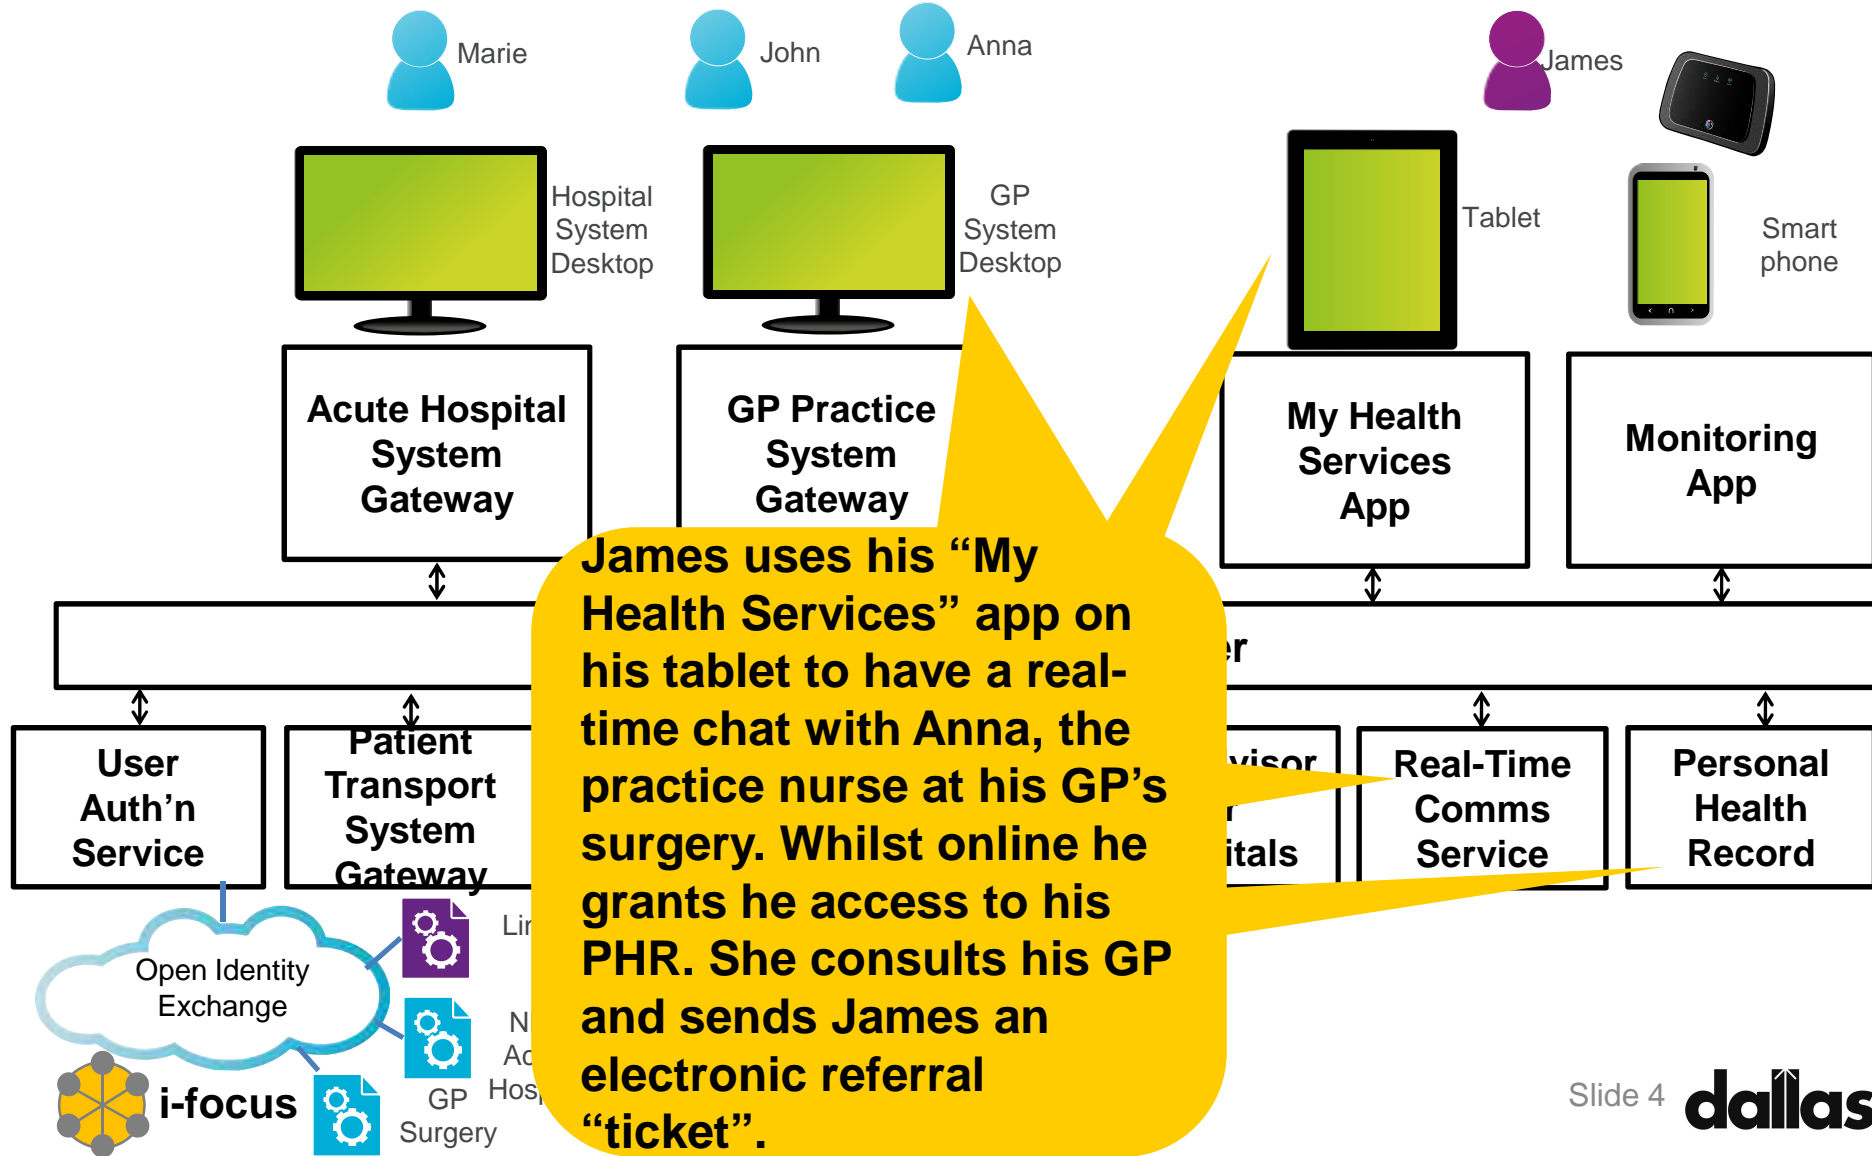 Marie
John
Anna
James
Hospital
System
Desktop
GP
System
Desktop
Tablet
Smart
phone
Acute Hospital
System
Gateway
GP Practice
System
Gateway
My Health
Services
App
Monitoring
App
James uses his “My
Health Services” app on
his tablet to have a real-
time chat with Anna, the
practice nurse at his GP’s
surgery. Whilst online he
grants he access to his
PHR. She consults his GP
and sends James an
electronic referral
“ticket”.
User
Auth’n
Service
Patient
Transport
System
Gateway
Real-Time
Comms
Service
Personal
Health
Record
Open Identity
Exchange
GP
Surgery
i-focus
Slide 4
dallas